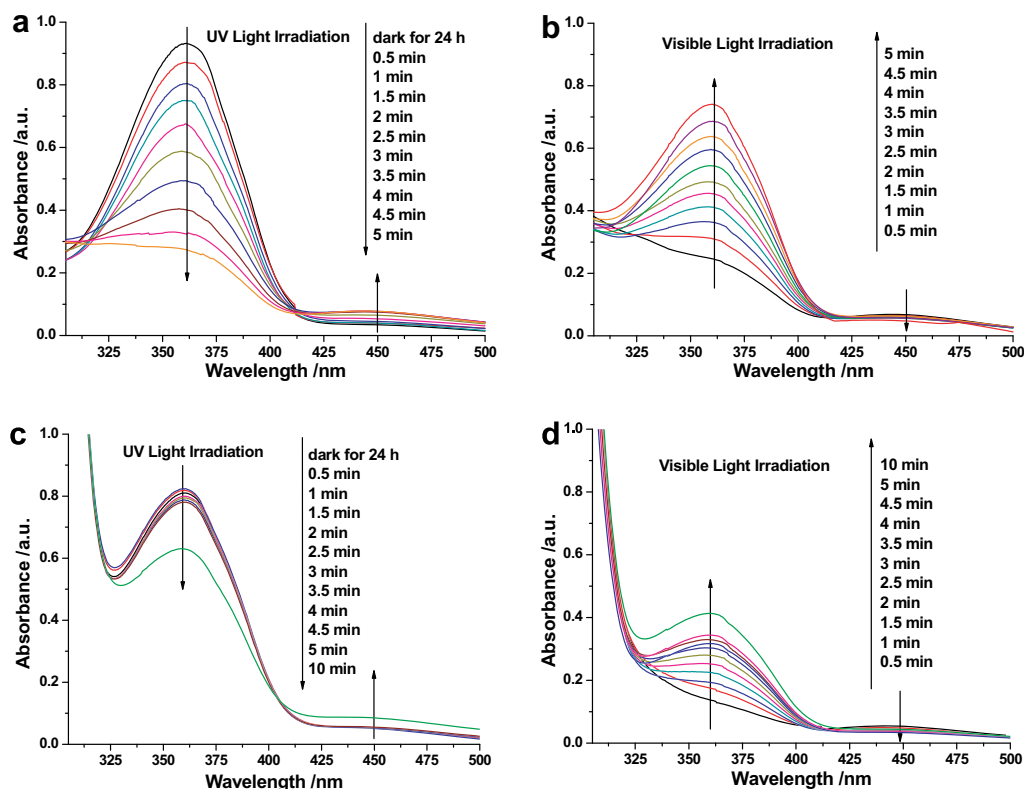 a
UV Light Irradiation
dark for 24 h
0.5 min
1 min
1.5 min
2 min
2.5 min
3 min
3.5 min
4 min
4.5 min
5 min
Absorbance /a.u.
1.0
0.8
0.6
0.4
0.2
0.0
325 350 375 400 425 450 475 500
Wavelength /nm
b
Visible Light Irradiation
5 min
4.5 min
4 min
3.5 min
3 min
2.5 min
2 min
1.5 min
1 min
0.5 min
Absorbance /a.u.
1.0
0.8
0.6
0.4
0.2
0.0
325 350 375 400 425 450 475 500
Wavelength /nm
c
UV Light Irradiation
dark for 24 h
0.5 min
1 min
1.5 min
2 min
2.5 min
3 min
3.5 min
4 min
4.5 min
5 min
10 min
Absorbance /a.u.
1.0
0.8
0.6
0.4
0.2
0.0
325 350 375 400 425 450 475 500
Wavelength /nm
d
Visible Light Irradiation
10 min
5 min
4.5 min
4 min
3.5 min
3 min
2.5 min
2 min
1.5 min
1 min
0.5 min
Absorbance /a.u.
1.0
0.8
0.6
0.4
0.2
0.0
325 350 375 400 425 450 475 500
Wavelength /nm